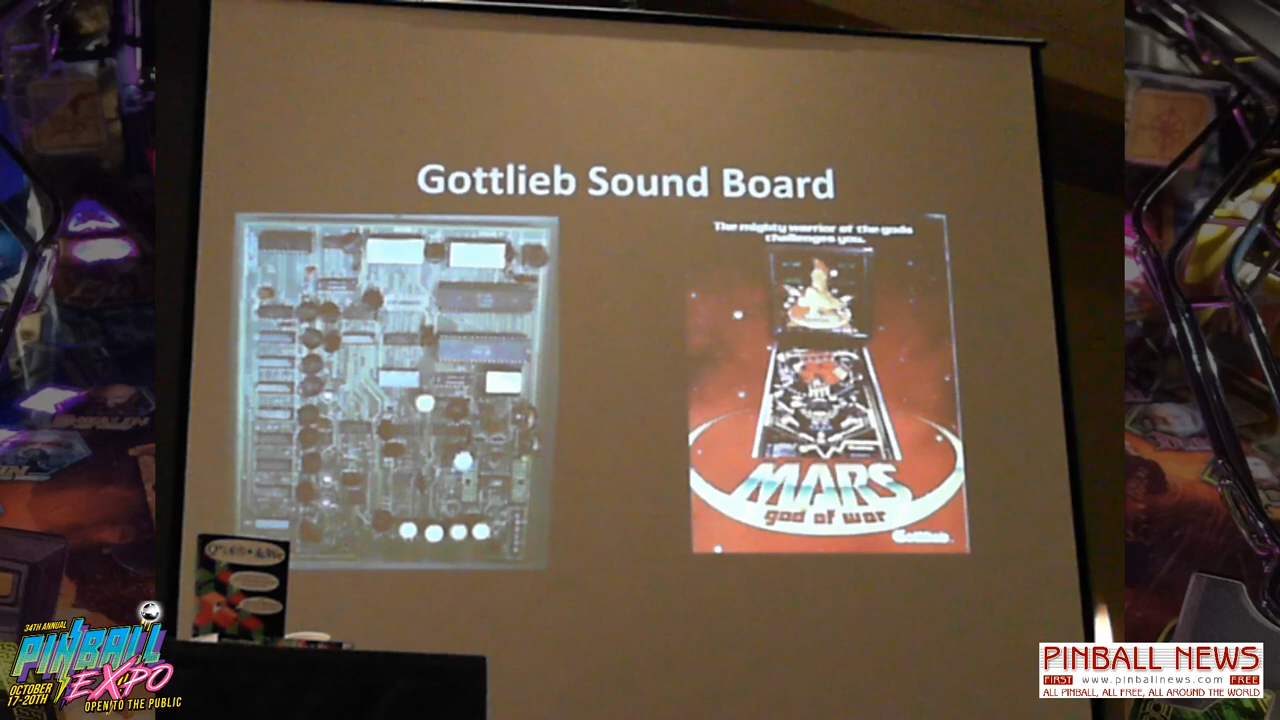 Gottlieb Sound Board
The mighty warrior of the gods
challenges you.
MARS
god of war
Gottlieb.
34TH ANNUAL
PINBALL
EXPO
OCTOBER
17-20TH
OPEN TO THE PUBLIC
PINBALL NEWS
FIRST www.pinballnews.com FREE
ALL PINBALL, ALL FREE, ALL AROUND THE WORLD